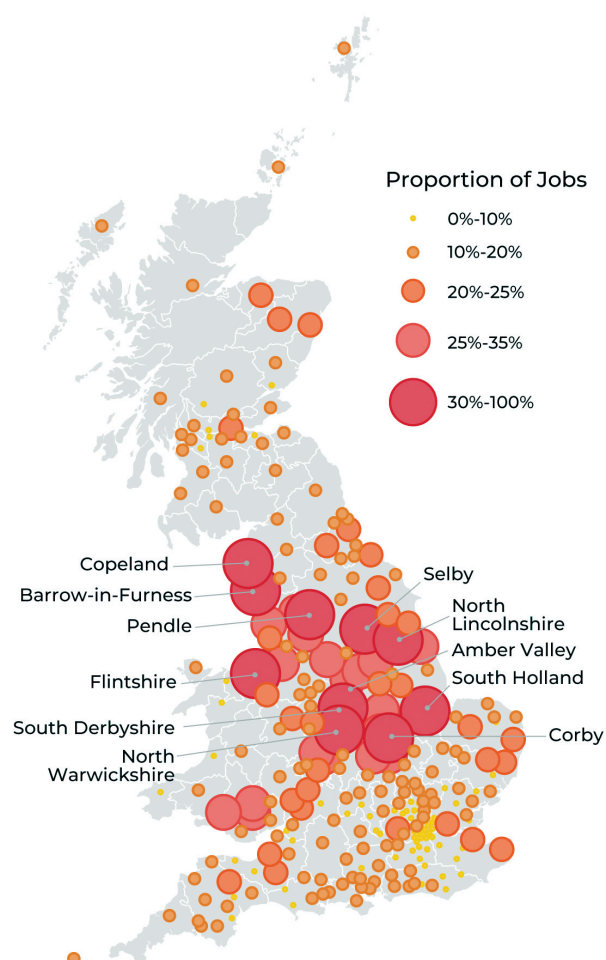 Proportion of Jobs
0%-10%
10%-20%
20%-25%
25%-35%
30%-100%
Copeland
Barrow-in-Furness
Pendle
Flintshire
South Derbyshire
North
Warwickshire
Selby
North
Lincolnshire
Amber Valley
South Holland
Corby